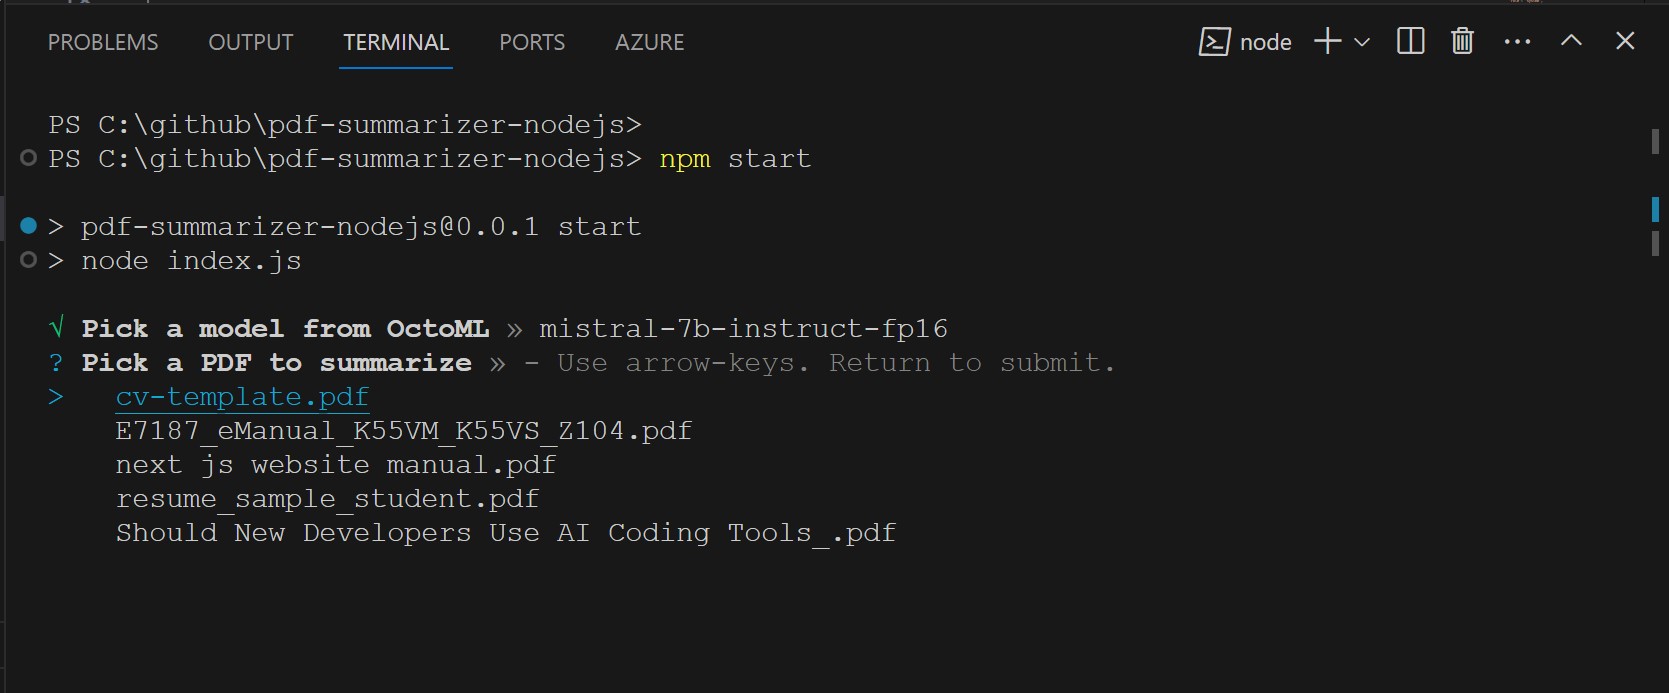 PROBLEMS OUTPUT TERMINAL PORTS AZURE node
PS C:\github\pdf-summarizer-nodejs>
PS C:\github\pdf-summarizer-nodejs> npm start
> pdf-summarizer-nodejs@0.0.1 start
> node index.js
√ Pick a model from OctoML » mistral-7b-instruct-fp16
? Pick a PDF to summarize » - Use arrow-keys. Return to submit.
> cv-template.pdf
E7187_eManual_K55VM_K55VS_Z104.pdf
next js website manual.pdf
resume_sample_student.pdf
Should New Developers Use AI Coding Tools_.pdf